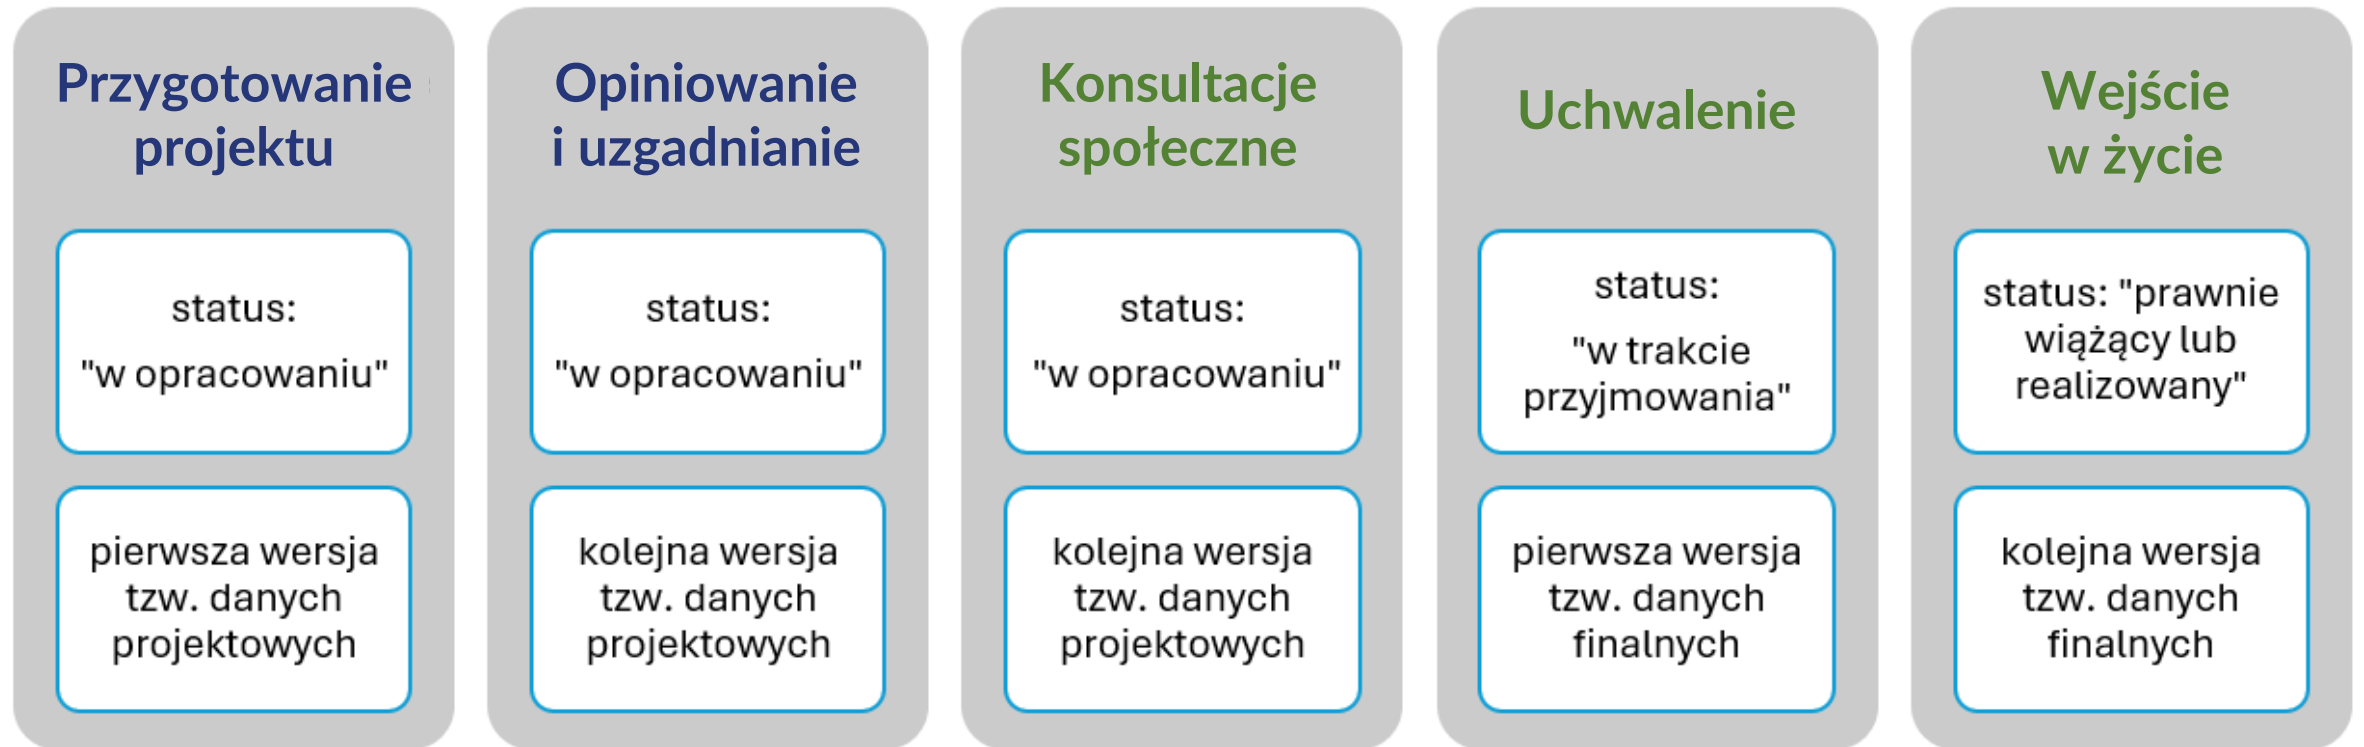 Przygotowanie
projektu
status:
"w opracowaniu"
pierwsza wersja
tzw. danych
projektowych
Opiniowanie
i uzgadnianie
status:
"w opracowaniu"
kolejna wersja
tzw. danych
projektowych
Konsultacje
społeczne
status:
"w opracowaniu"
kolejna wersja
tzw. danych
projektowych
Uchwalenie
status:
"w trakcie
przyjmowania"
pierwsza wersja
tzw. danych
finalnych
Wejście
w życie
status: "prawnie
wiążący lub
realizowany"
kolejna wersja
tzw. danych
finalnych